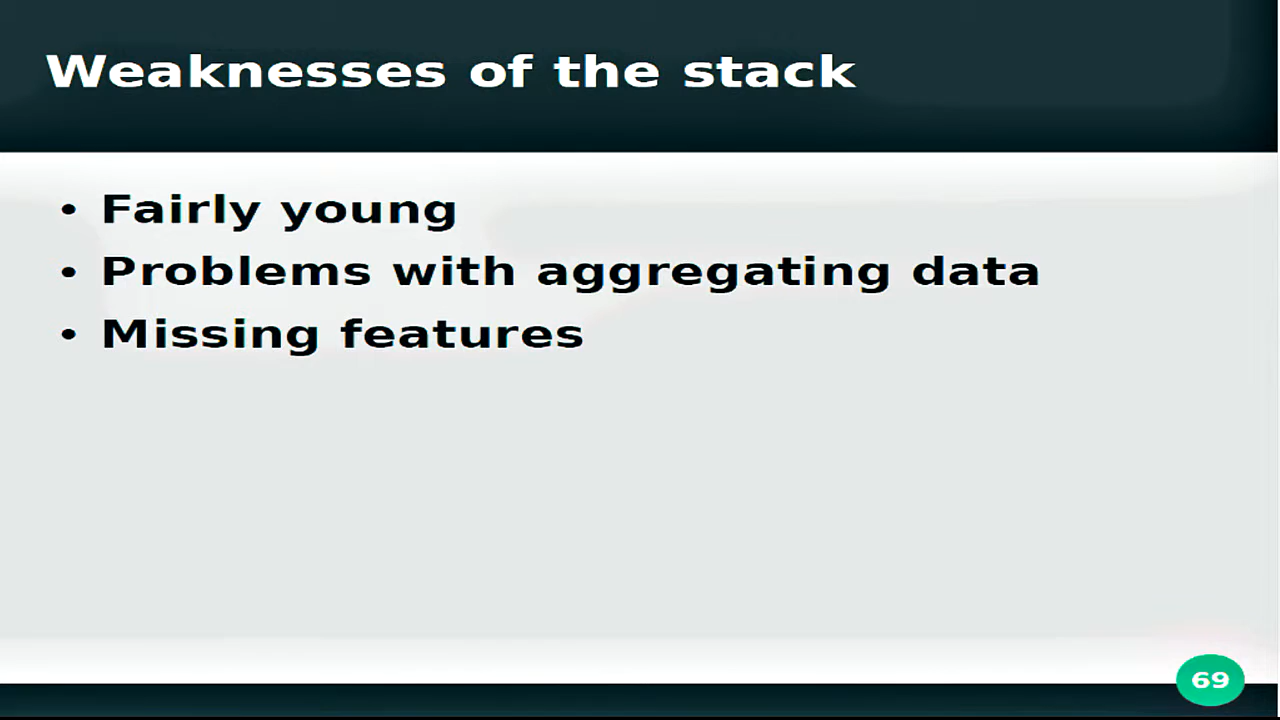 Weaknesses of the stack
• Fairly young
• Problems with aggregating data
• Missing features
69